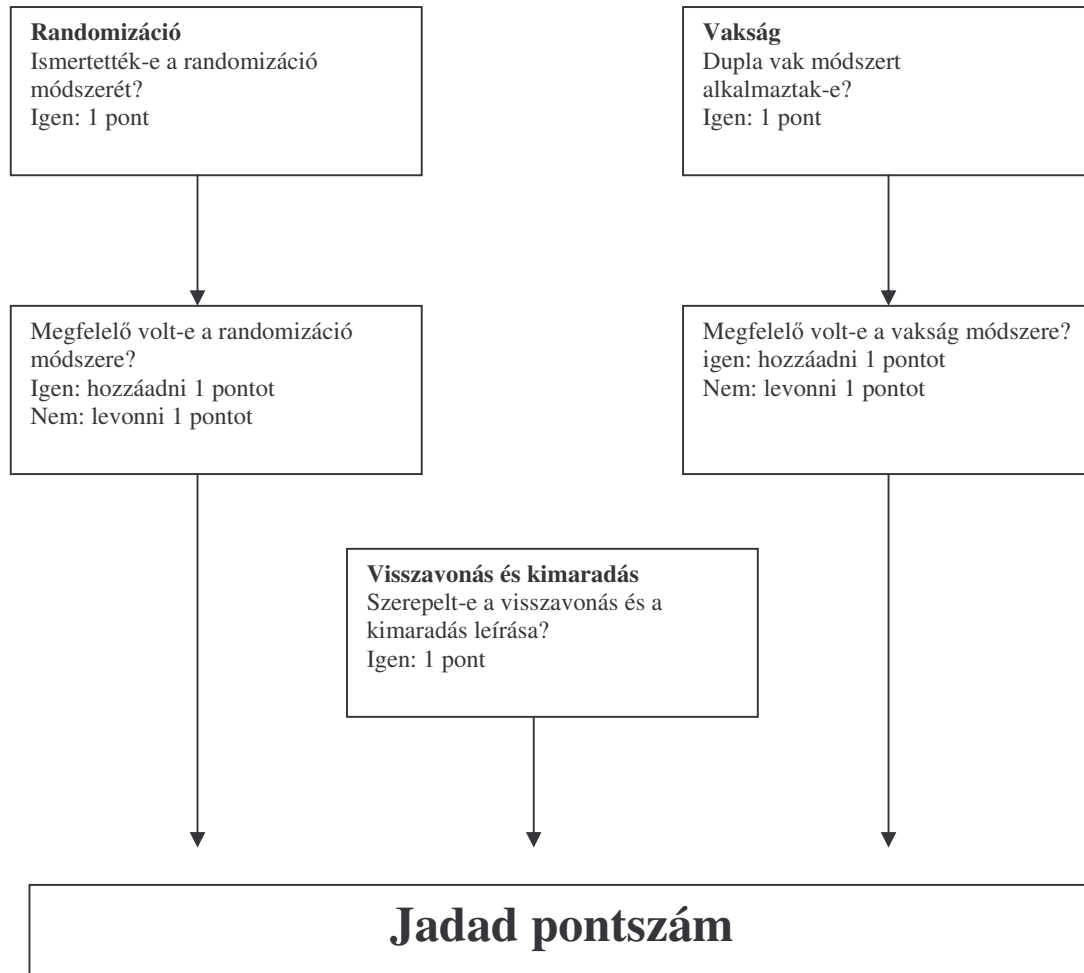 Randomizáció
Ismertették-e a randomizáció
módszerét?
Igen: 1 pont
Vakság
Dupla vak módszert
alkalmaztak-e?
Igen: 1 pont
Megfelelő volt-e a randomizáció
módszere?
Igen: hozzáadni 1 pontot
Nem: levonni 1 pontot
Megfelelő volt-e a vakság módszere?
igen: hozzáadni 1 pontot
Nem: levonni 1 pontot
Visszavonás és kimaradás
Szerepelt-e a visszavonás és a
kimaradás leírása?
Igen: 1 pont
Jadad pontszám